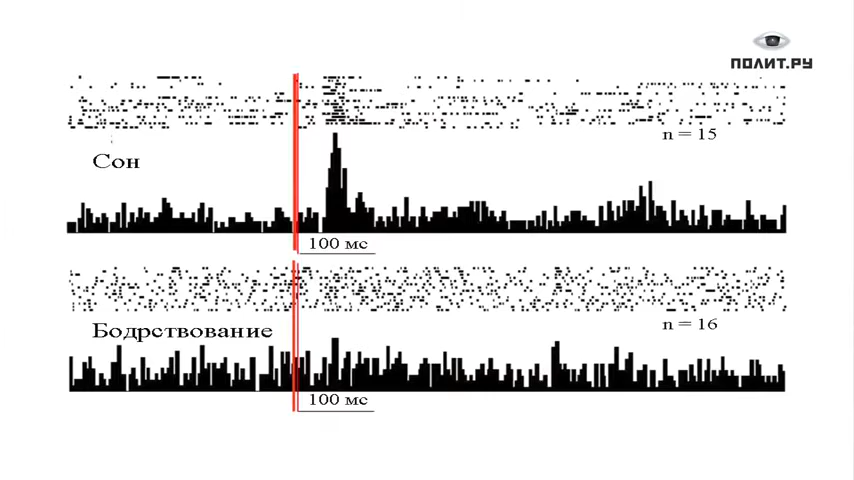 ПОЛИТ.РУ
n = 15
Сон
100 мс
n = 16
Бодрствование
100 мс